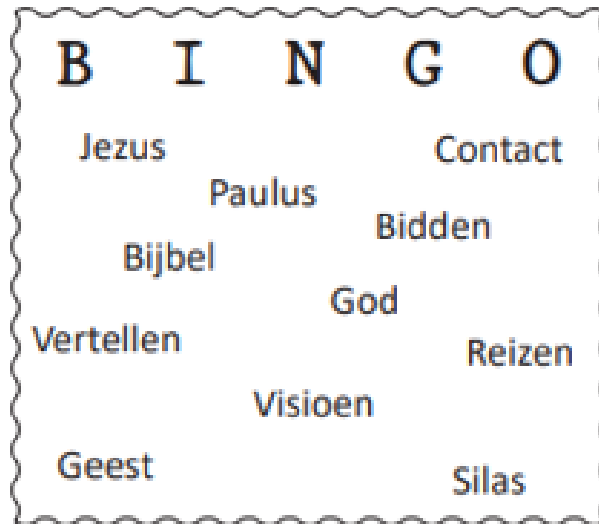 B I N G O
Jezus Contact
Paulus
Bidden
Bijbel
God
Vertellen
Reizen
Visioen
Geest
Silas